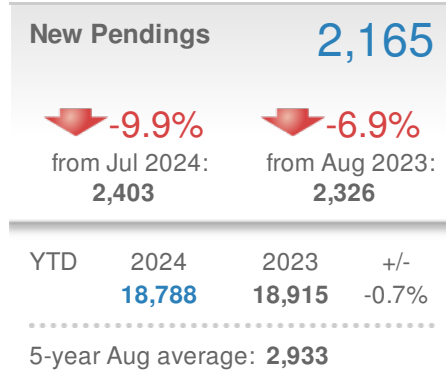 New Pendings 2,165
-9.9% -6.9%
from Jul 2024: from Aug 2023:
2,403 2,326
YTD 2024 2023 +/-
18,788 18,915 -0.7%
5-year Aug average: 2,933